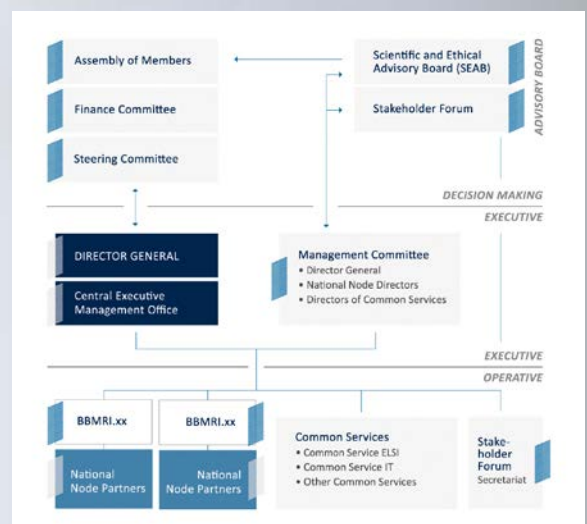 Assembly of Members
Finance Committee
Steering Committee
Scientific and Ethical
Advisory Board (SEAB)
Stakeholder Forum
ADVISORY BOARD
DECISION MAKING
EXECUTIVE
DIRECTOR GENERAL
Central Executive
Management Office
Management Committee
▪ Director General
▪ National Node Directors
▪ Directors of Common Services
EXECUTIVE
OPERATIVE
BBMRI.xx
National
Node Partners
BBMRI.xx
National
Node Partners
Common Services
▪ Common Service ELSI
▪ Common Service IT
▪ Other Common Services
Stake-
holder
Forum
Secretariat